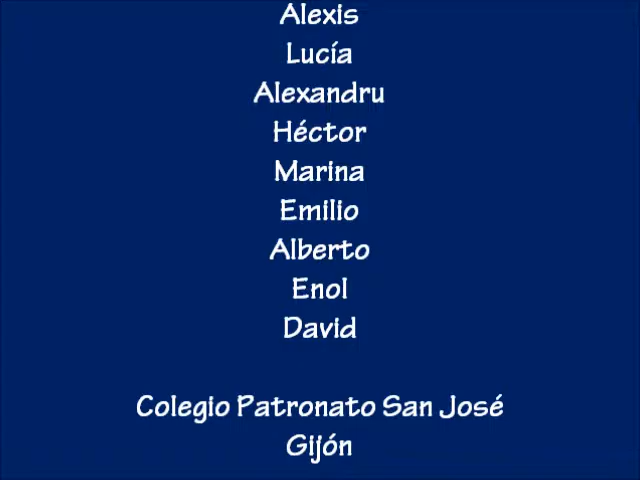 Alexis
Lucía
Alexandru
Héctor
Marina
Emilio
Alberto
Enol
David
Colegio Patronato San José
Gijón